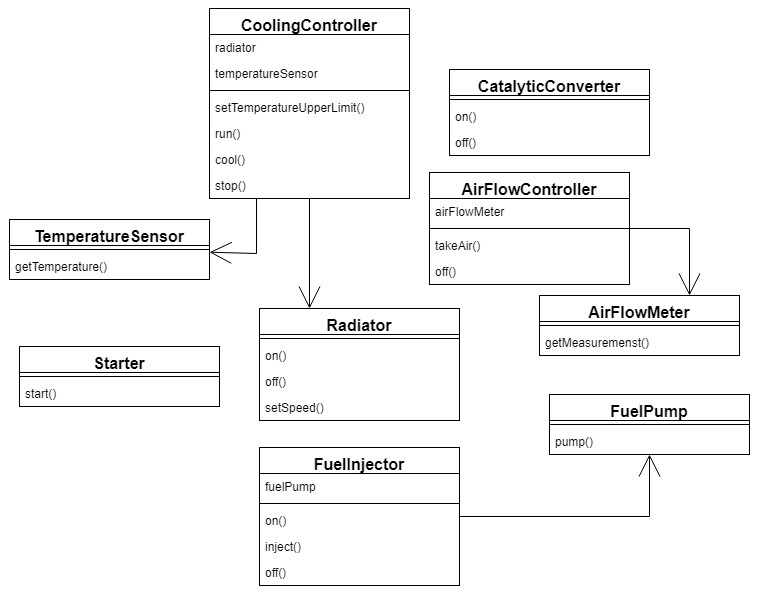 CoolingController
radiator
temperatureSensor
setTemperatureUpperLimit()
run()
cool()
stop()
CatalyticConverter
on()
off()
AirFlowController
airFlowMeter
takeAir()
off()
TemperatureSensor
getTemperature()
AirFlowMeter
getMeasuremenst()
Radiator
on()
off()
setSpeed()
Starter
start()
FuelPump
pump()
FuelInjector
fuelPump
on()
inject()
off()